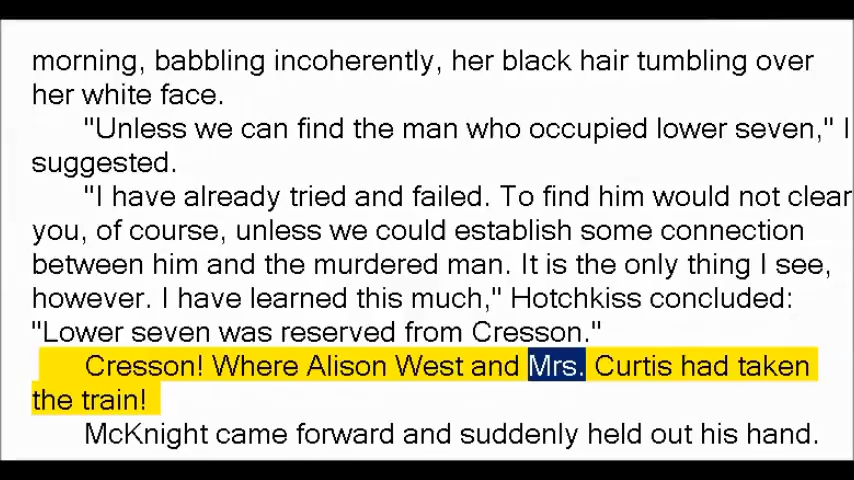 morning, babbling incoherently, her black hair tumbling over
her white face.
"Unless we can find the man who occupied lower seven," I
suggested.
"I have already tried and failed. To find him would not clear
you, of course, unless we could establish some connection
between him and the murdered man. It is the only thing I see,
however. I have learned this much," Hotchkiss concluded:
"Lower seven was reserved from Cresson."
Cresson! Where Alison West and Mrs. Curtis had taken
the train!
McKnight came forward and suddenly held out his hand.